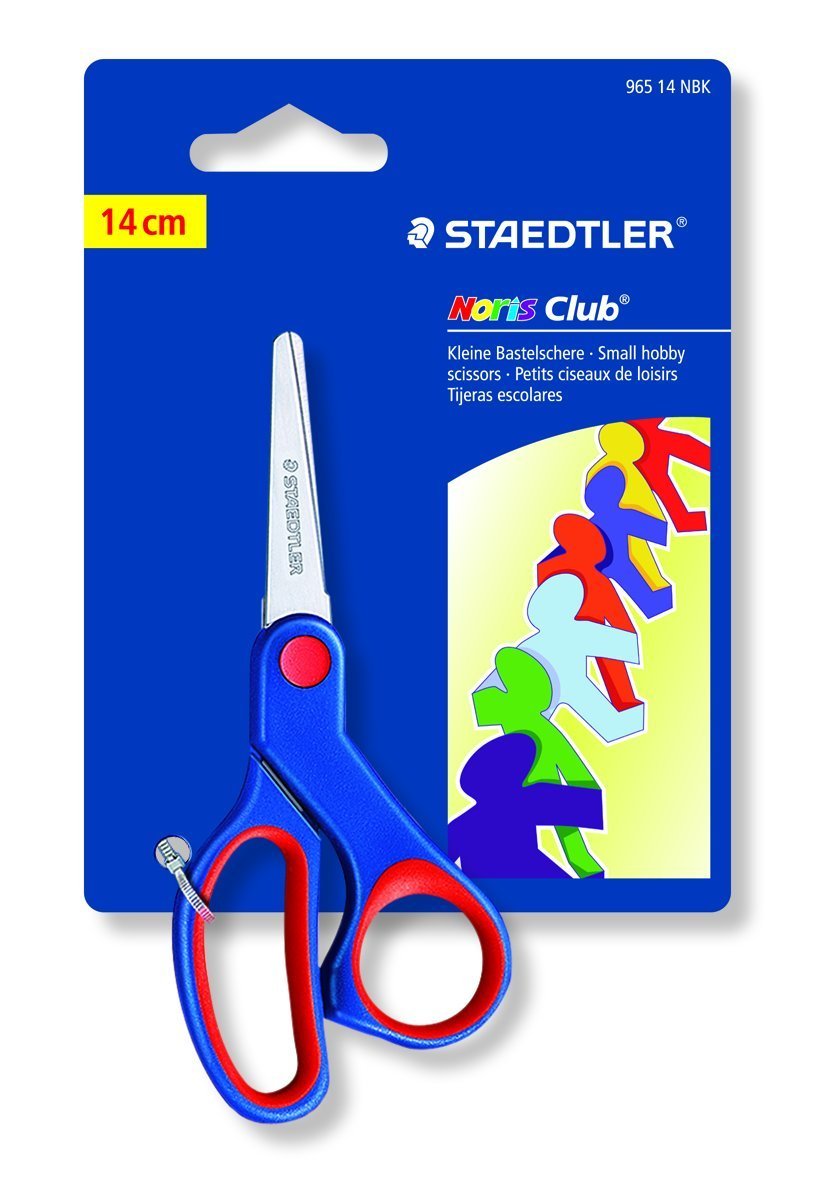 965 14 NBK
14 cm
STAEDTLER®
Noris Club®
Kleine Bastelschere · Small hobby
scissors · Petits ciseaux de loisirs
Tijeras escolares
STAEDTLER